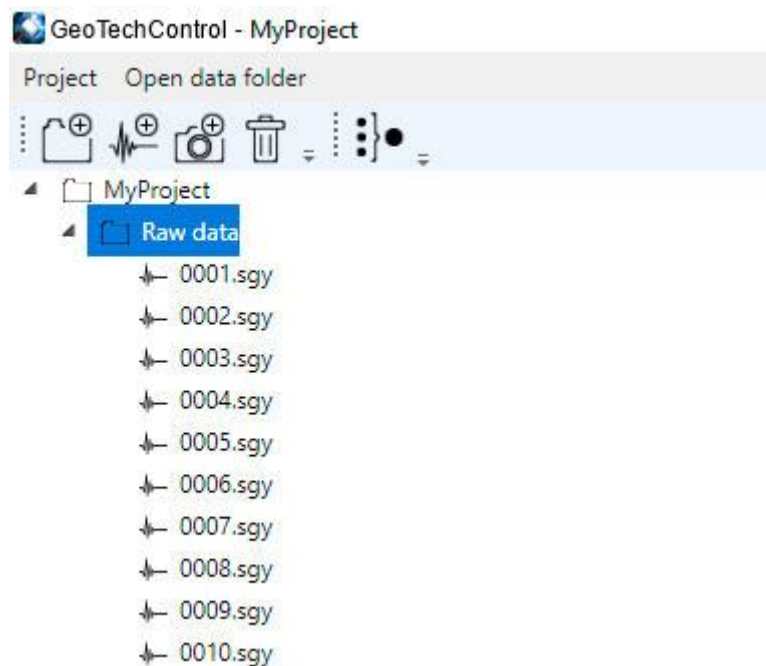 GeoTechControl - MyProject
Project Open data folder
MyProject
Raw data
0001.sgy
0002.sgy
0003.sgy
0004.sgy
0005.sgy
0006.sgy
0007.sgy
0008.sgy
0009.sgy
0010.sgy